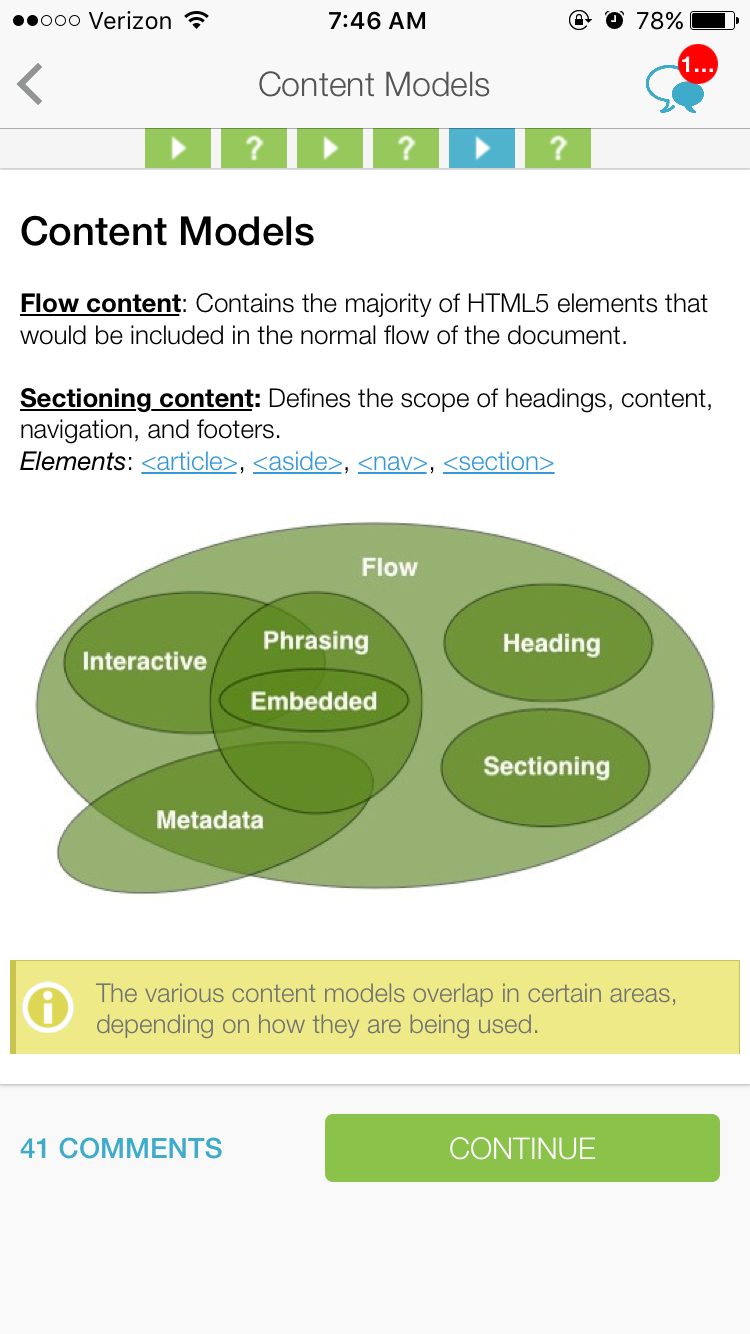 Verizon 7:46 AM 78%
Content Models 1...
? ? ?
Content Models
Flow content: Contains the majority of HTML5 elements that
would be included in the normal flow of the document.
Sectioning content: Defines the scope of headings, content,
navigation, and footers.
Elements: <article>, <aside>, <nav>, <section>
Flow
Phrasing
Heading
Interactive
Embedded
Sectioning
Metadata
The various content models overlap in certain areas,
depending on how they are being used.
41 COMMENTS CONTINUE